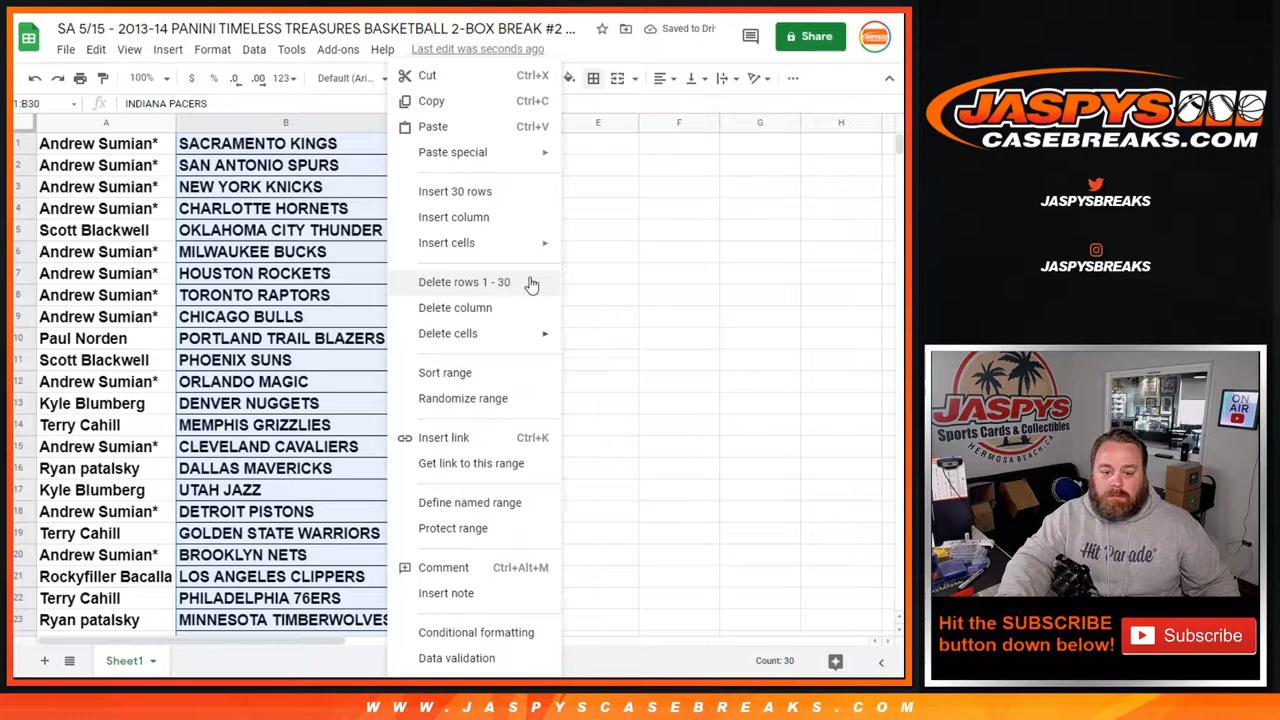 SA 5/15 - 2013-14 PANINI TIMELESS TREASURES BASKETBALL 2-BOX BREAK #2 ...
Saved to Dri
Share
File Edit View Insert Format Data Tools Add-ons Help Last edit was seconds ago
100% $ % .0 .00 123 Default (Ari...
1:B30 fx INDIANA PACERS
A B E F G H
1 Andrew Sumian* SACRAMENTO KINGS
2 Andrew Sumian* SAN ANTONIO SPURS
3 Andrew Sumian* NEW YORK KNICKS
4 Andrew Sumian* CHARLOTTE HORNETS
5 Scott Blackwell OKLAHOMA CITY THUNDER
6 Andrew Sumian* MILWAUKEE BUCKS
7 Andrew Sumian* HOUSTON ROCKETS
8 Andrew Sumian* TORONTO RAPTORS
9 Andrew Sumian* CHICAGO BULLS
10 Paul Norden PORTLAND TRAIL BLAZERS
11 Scott Blackwell PHOENIX SUNS
12 Andrew Sumian* ORLANDO MAGIC
13 Kyle Blumberg DENVER NUGGETS
14 Terry Cahill MEMPHIS GRIZZLIES
15 Andrew Sumian* CLEVELAND CAVALIERS
16 Ryan patalsky DALLAS MAVERICKS
17 Kyle Blumberg UTAH JAZZ
18 Andrew Sumian* DETROIT PISTONS
19 Terry Cahill GOLDEN STATE WARRIORS
20 Andrew Sumian* BROOKLYN NETS
21 Rockyfiller Bacalla LOS ANGELES CLIPPERS
22 Terry Cahill PHILADELPHIA 76ERS
23 Ryan patalsky MINNESOTA TIMBERWOLVES
Cut Ctrl+X
Copy Ctrl+C
Paste Ctrl+V
Paste special
Insert 30 rows
Insert column
Insert cells
Delete rows 1 - 30
Delete column
Delete cells
Sort range
Randomize range
Insert link Ctrl+K
Get link to this range
Define named range
Protect range
Comment Ctrl+Alt+M
Insert note
Conditional formatting
Data validation
Sheet1
Count: 30
JASPYS
CASEBREAKS.COM
JASPYSBREAKS
JASPYSBREAKS
JASPYS
Sports Cards & Collectibles
HERMOSA BEACH, CA
ON AIR
Hit Parade
Hit the SUBSCRIBE
button down below!
Subscribe
WWW.JASPYSCASEBREAKS.COM